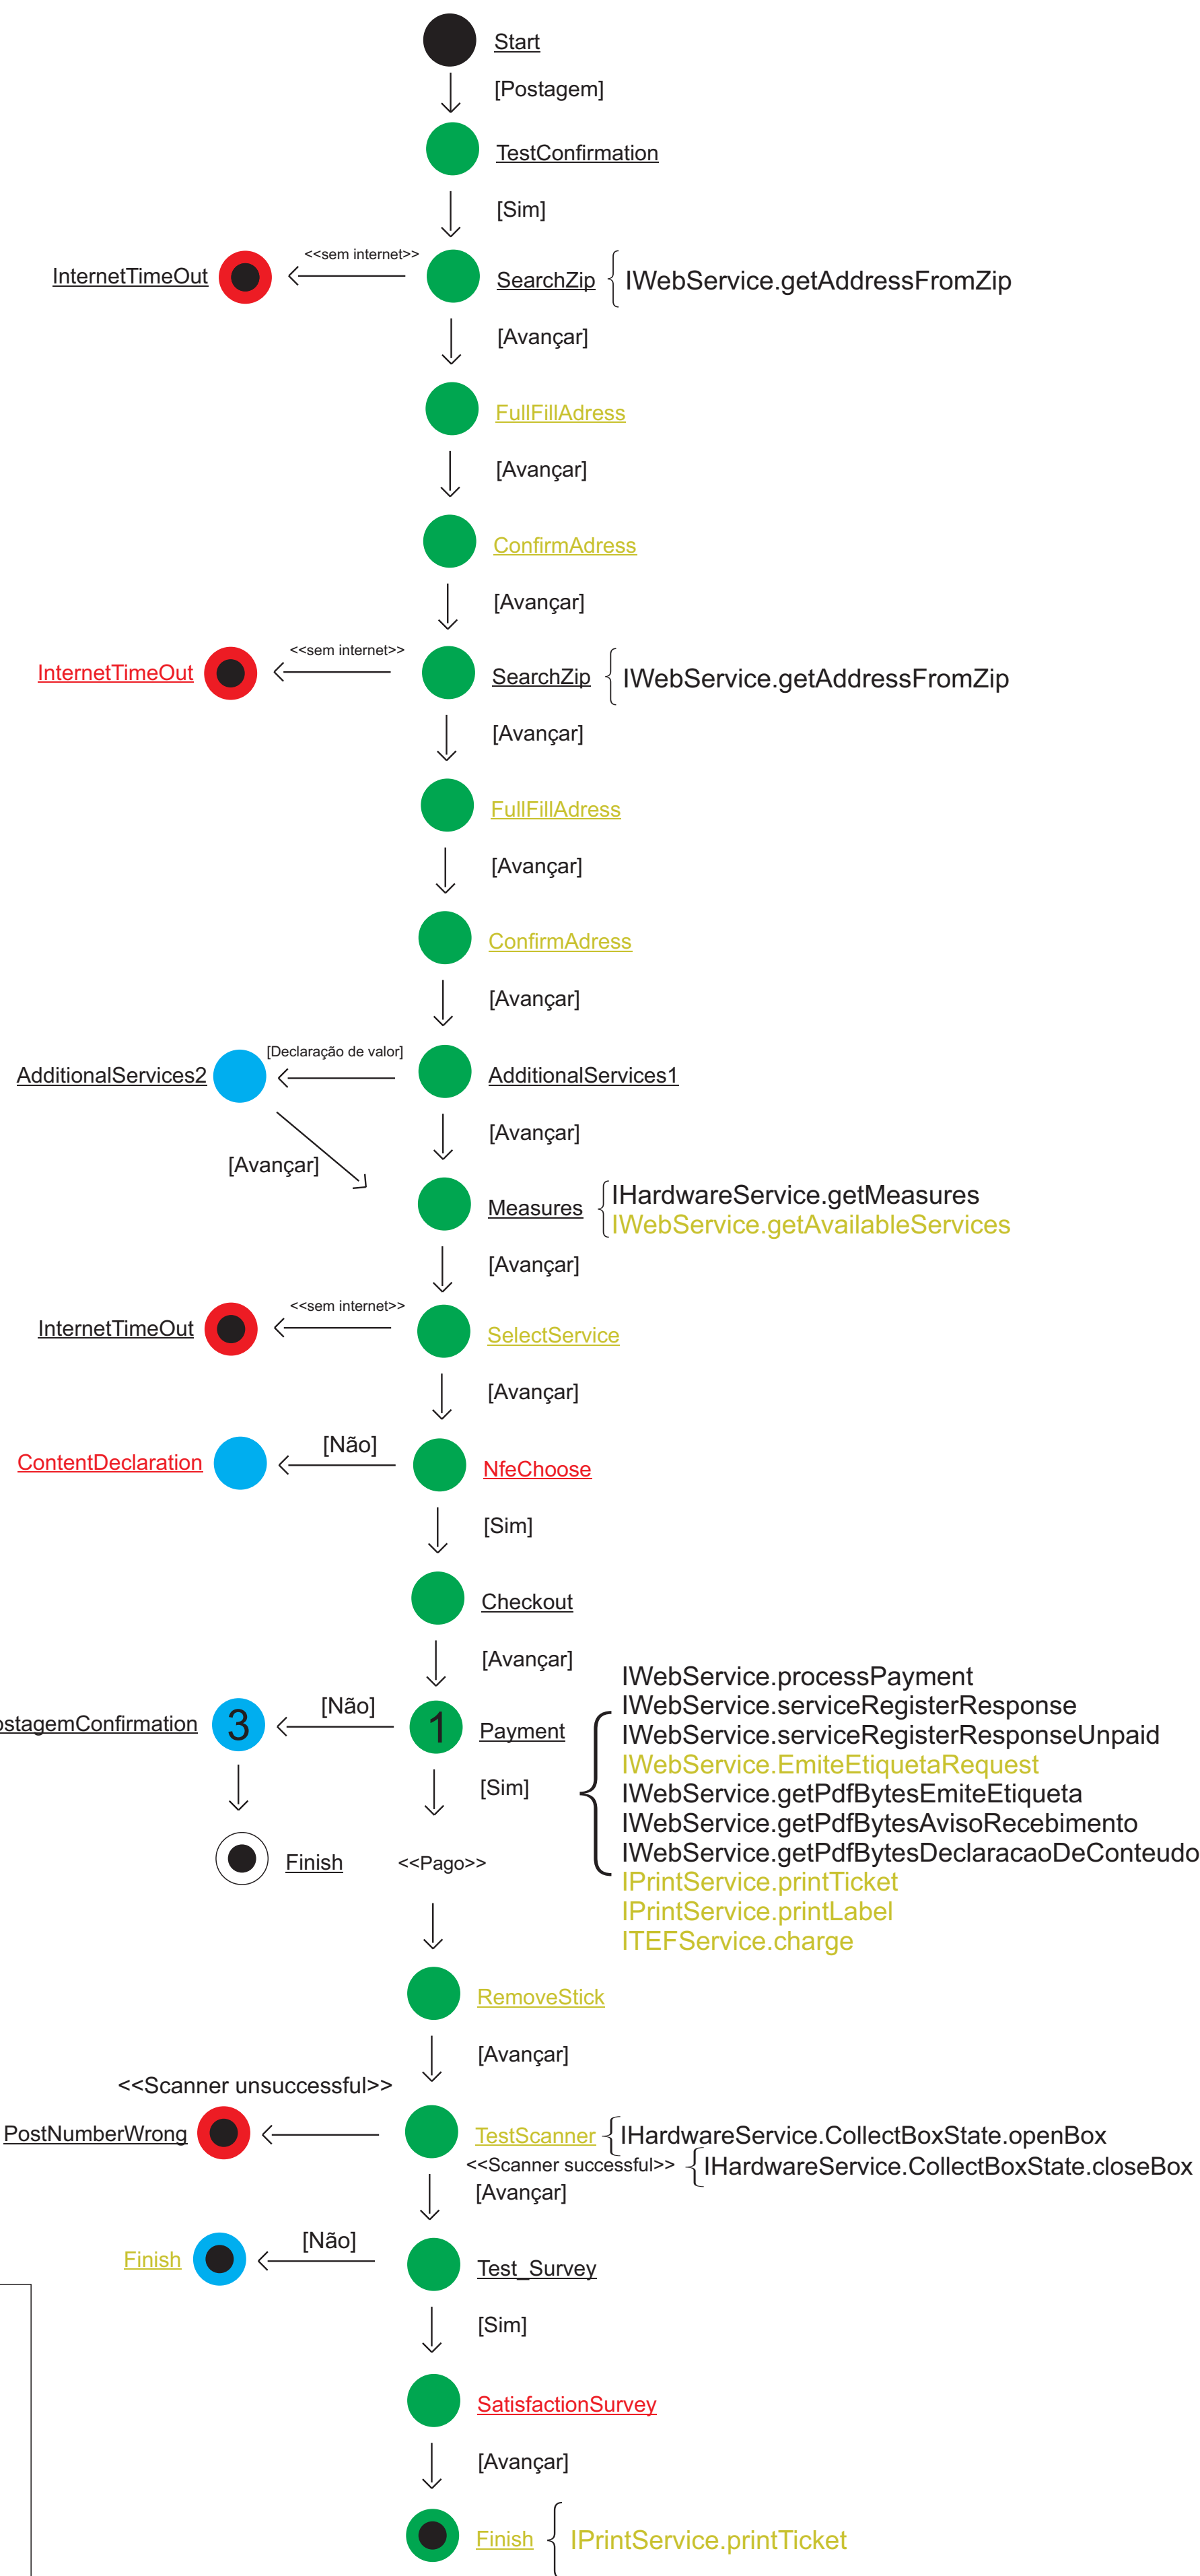 Start
[Postagem]
TestConfirmation
[Sim]
<<sem internet>>
InternetTimeOut
SearchZip
IWebService.getAddressFromZip
[Avançar]
FullFillAdress
[Avançar]
ConfirmAdress
[Avançar]
<<sem internet>>
InternetTimeOut
SearchZip
IWebService.getAddressFromZip
[Avançar]
FullFillAdress
[Avançar]
ConfirmAdress
[Avançar]
[Declaração de valor]
AdditionalServices2
AdditionalServices1
[Avançar]
[Avançar]
Measures
IHardwareService.getMeasures
IWebService.getAvailableServices
[Avançar]
<<sem internet>>
InternetTimeOut
SelectService
[Avançar]
[Não]
ContentDeclaration
NfeChoose
[Sim]
Checkout
[Avançar]
[Não]
ostagemConfirmation
3
1
Payment
IWebService.processPayment
IWebService.serviceRegisterResponse
IWebService.serviceRegisterResponseUnpaid
IWebService.EmiteEtiquetaRequest
IWebService.getPdfBytesEmiteEtiqueta
IWebService.getPdfBytesAvisoRecebimento
IWebService.getPdfBytesDeclaracaoDeConteudo
IPrintService.printTicket
IPrintService.printLabel
ITEFService.charge
[Sim]
Finish
<<Pago>>
RemoveStick
[Avançar]
<<Scanner unsuccessful>>
PostNumberWrong
TestScanner
IHardwareService.CollectBoxState.openBox
<<Scanner successful>>
IHardwareService.CollectBoxState.closeBox
[Avançar]
[Não]
Finish
Test_Survey
[Sim]
SatisfactionSurvey
[Avançar]
Finish
IPrintService.printTicket